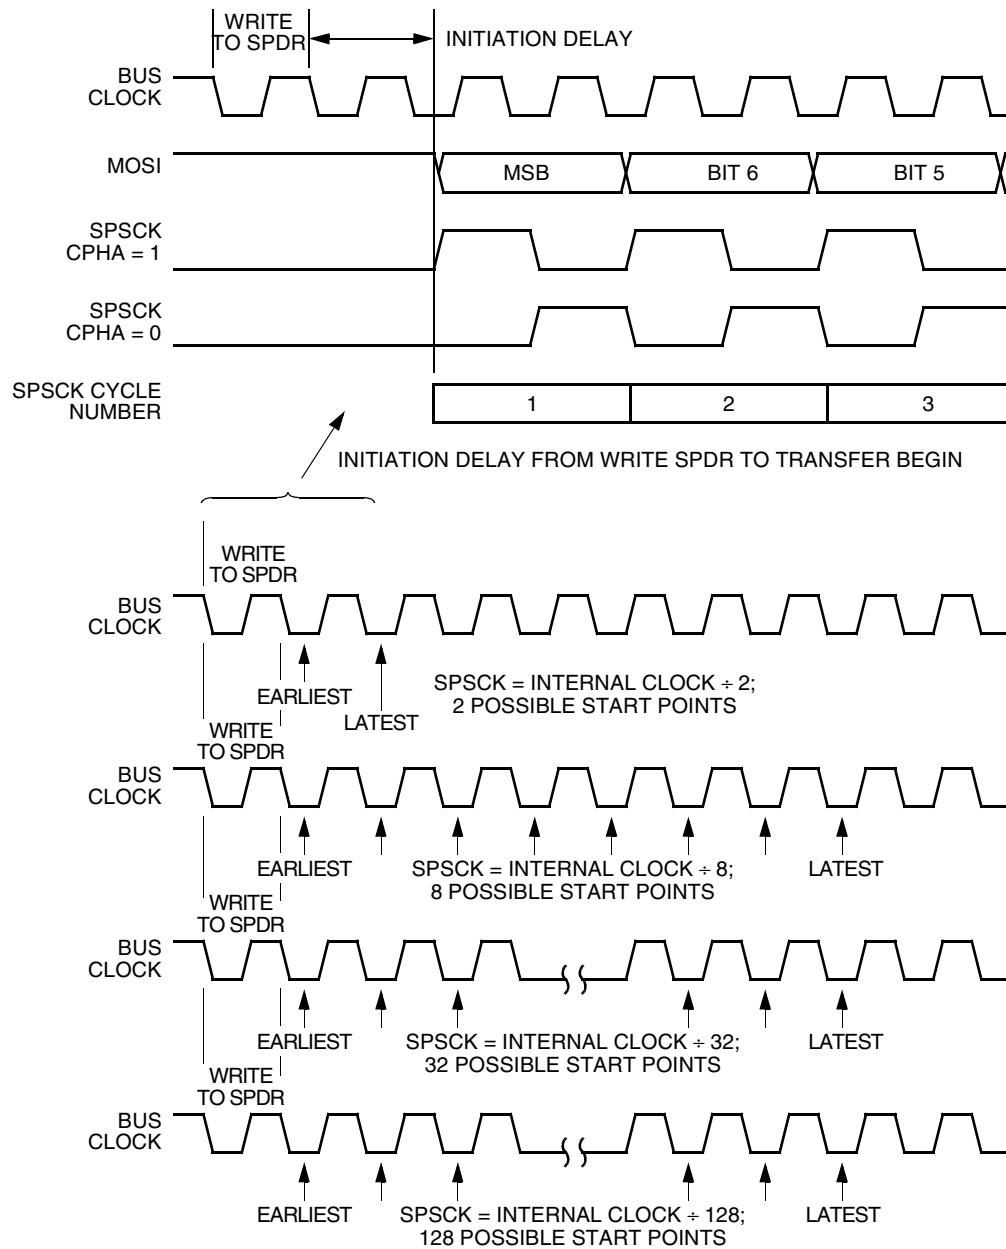 WRITE
TO SPDR
INITIATION DELAY
BUS
CLOCK
MOSI
MSB
BIT 6
BIT 5
SPSCK
CPHA = 1
SPSCK
CPHA = 0
SPSCK CYCLE
NUMBER
1
2
3
INITIATION DELAY FROM WRITE SPDR TO TRANSFER BEGIN
WRITE
TO SPDR
BUS
CLOCK
EARLIEST
LATEST
SPSCK = INTERNAL CLOCK ÷ 2;
2 POSSIBLE START POINTS
WRITE
TO SPDR
BUS
CLOCK
EARLIEST
SPSCK = INTERNAL CLOCK ÷ 8;
8 POSSIBLE START POINTS
LATEST
WRITE
TO SPDR
BUS
CLOCK
EARLIEST
SPSCK = INTERNAL CLOCK ÷ 32;
32 POSSIBLE START POINTS
LATEST
WRITE
TO SPDR
BUS
CLOCK
EARLIEST
SPSCK = INTERNAL CLOCK ÷ 128;
128 POSSIBLE START POINTS
LATEST